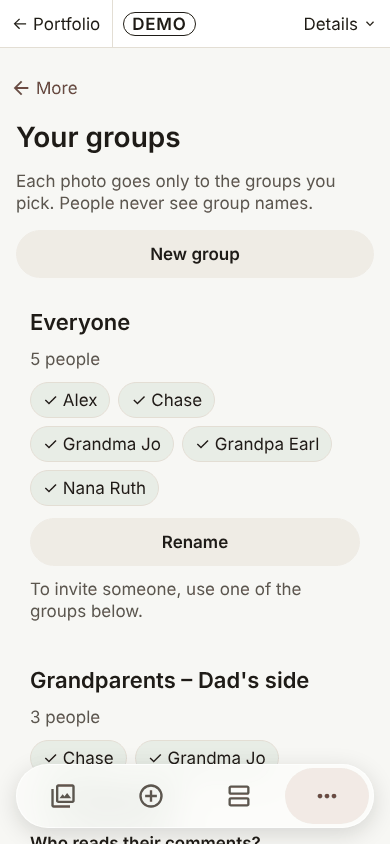 ← Portfolio DEMO Details
← More
Your groups
Each photo goes only to the groups you
pick. People never see group names.
New group
Everyone
5 people
✓ Alex ✓ Chase
✓ Grandma Jo ✓ Grandpa Earl
✓ Nana Ruth
Rename
To invite someone, use one of the
groups below.
Grandparents – Dad's side
3 people
✓ Chase ✓ Grandma Jo
Who reads their comments?